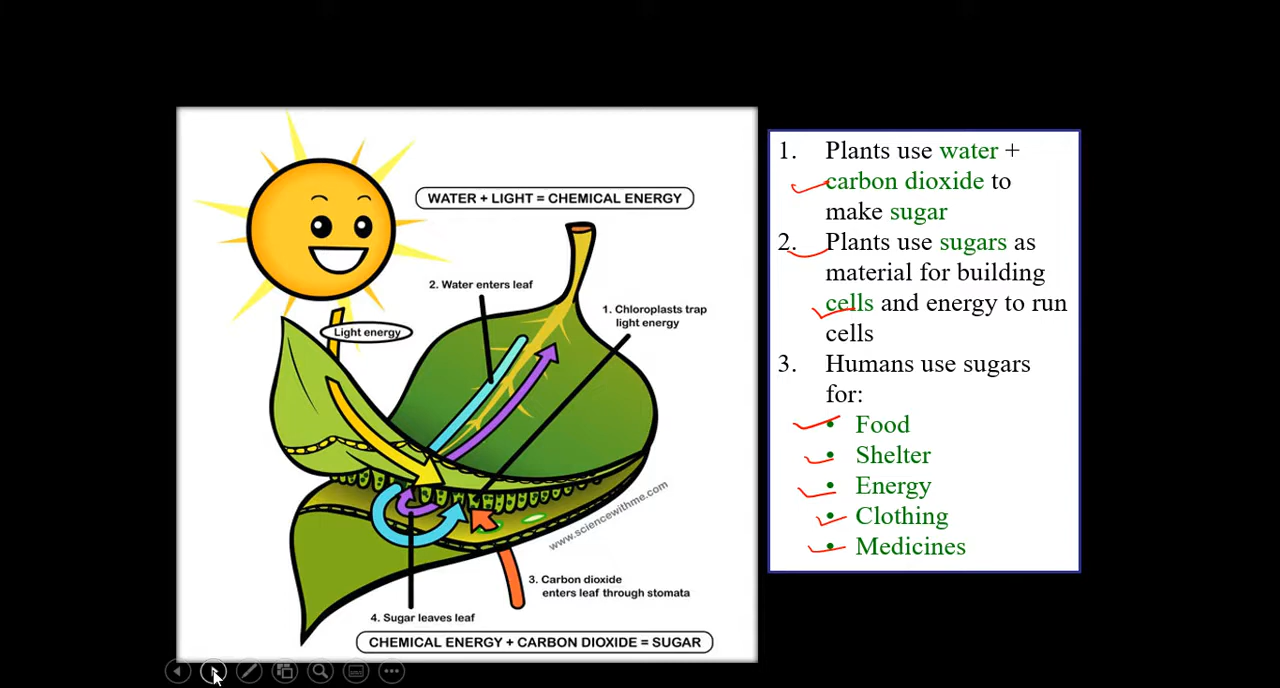 WATER + LIGHT = CHEMICAL ENERGY
2. Water enters leaf
1. Chloroplasts trap
light energy
Light energy
www.sciencewithme.com
3. Carbon dioxide
enters leaf through stomata
4. Sugar leaves leaf
CHEMICAL ENERGY + CARBON DIOXIDE = SUGAR
1. Plants use water +
carbon dioxide to
make sugar
2. Plants use sugars as
material for building
cells and energy to run
cells
3. Humans use sugars
for:
• Food
• Shelter
• Energy
• Clothing
• Medicines